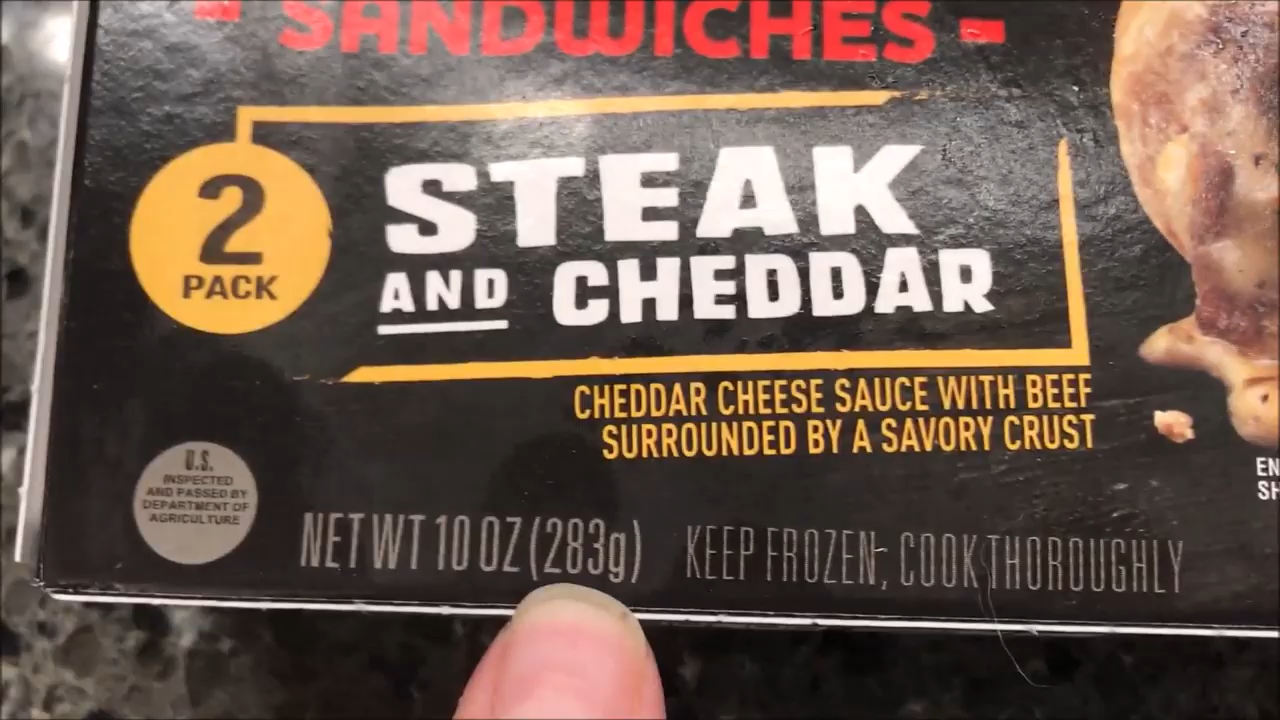 SANDWICHES
2
PACK
STEAK
AND CHEDDAR
CHEDDAR CHEESE SAUCE WITH BEEF
SURROUNDED BY A SAVORY CRUST
U.S.
INSPECTED
AND PASSED BY
DEPARTMENT OF
AGRICULTURE
NET WT 10 OZ (283g)
KEEP FROZEN; COOK THOROUGHLY